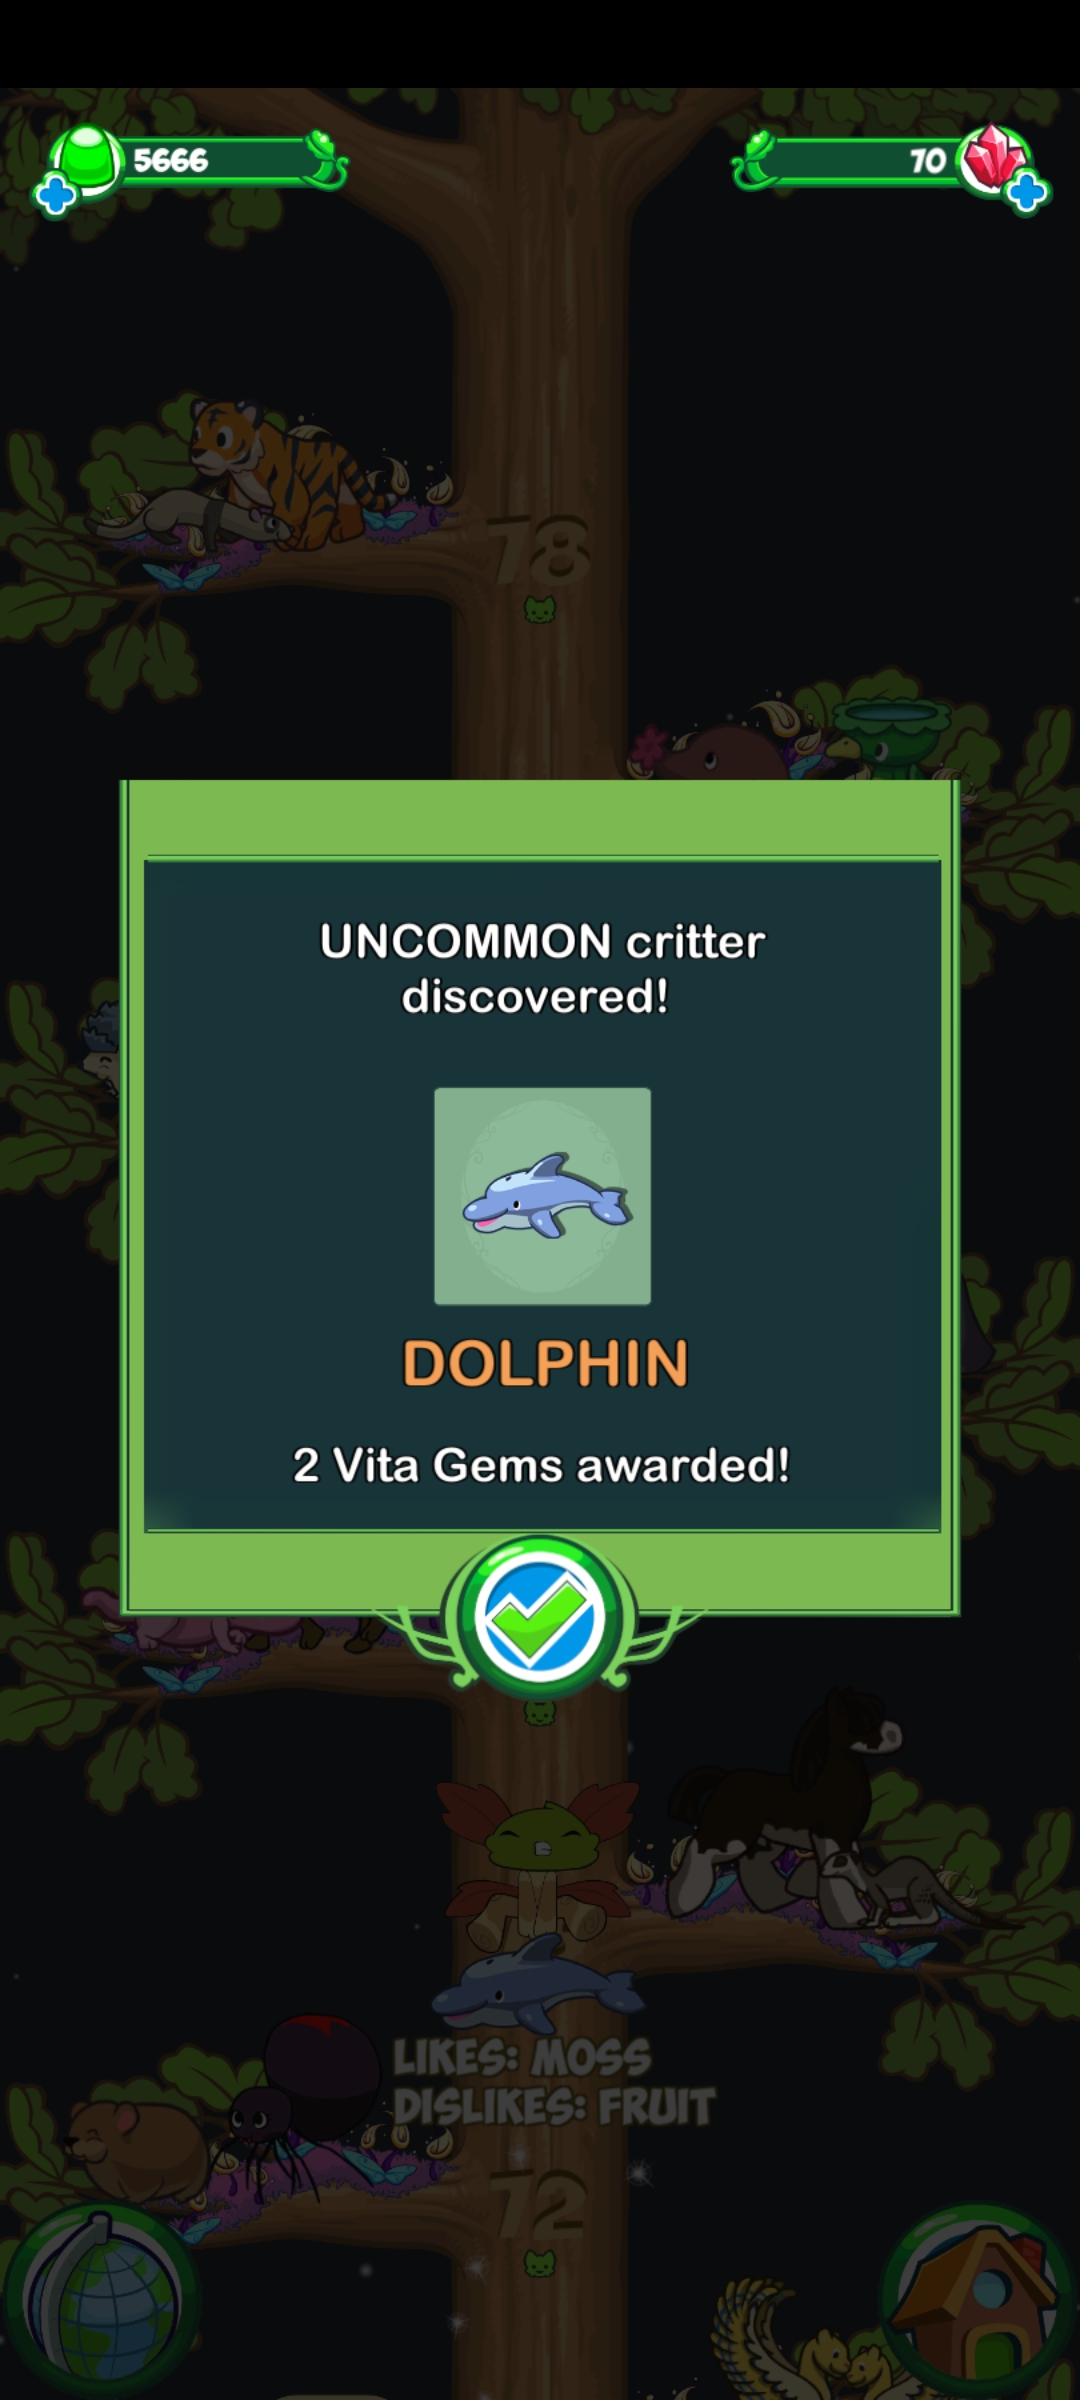 5666
70
78
UNCOMMON critter
discovered!
DOLPHIN
2 Vita Gems awarded!
LIKES: MOSS
DISLIKES: FRUIT
72